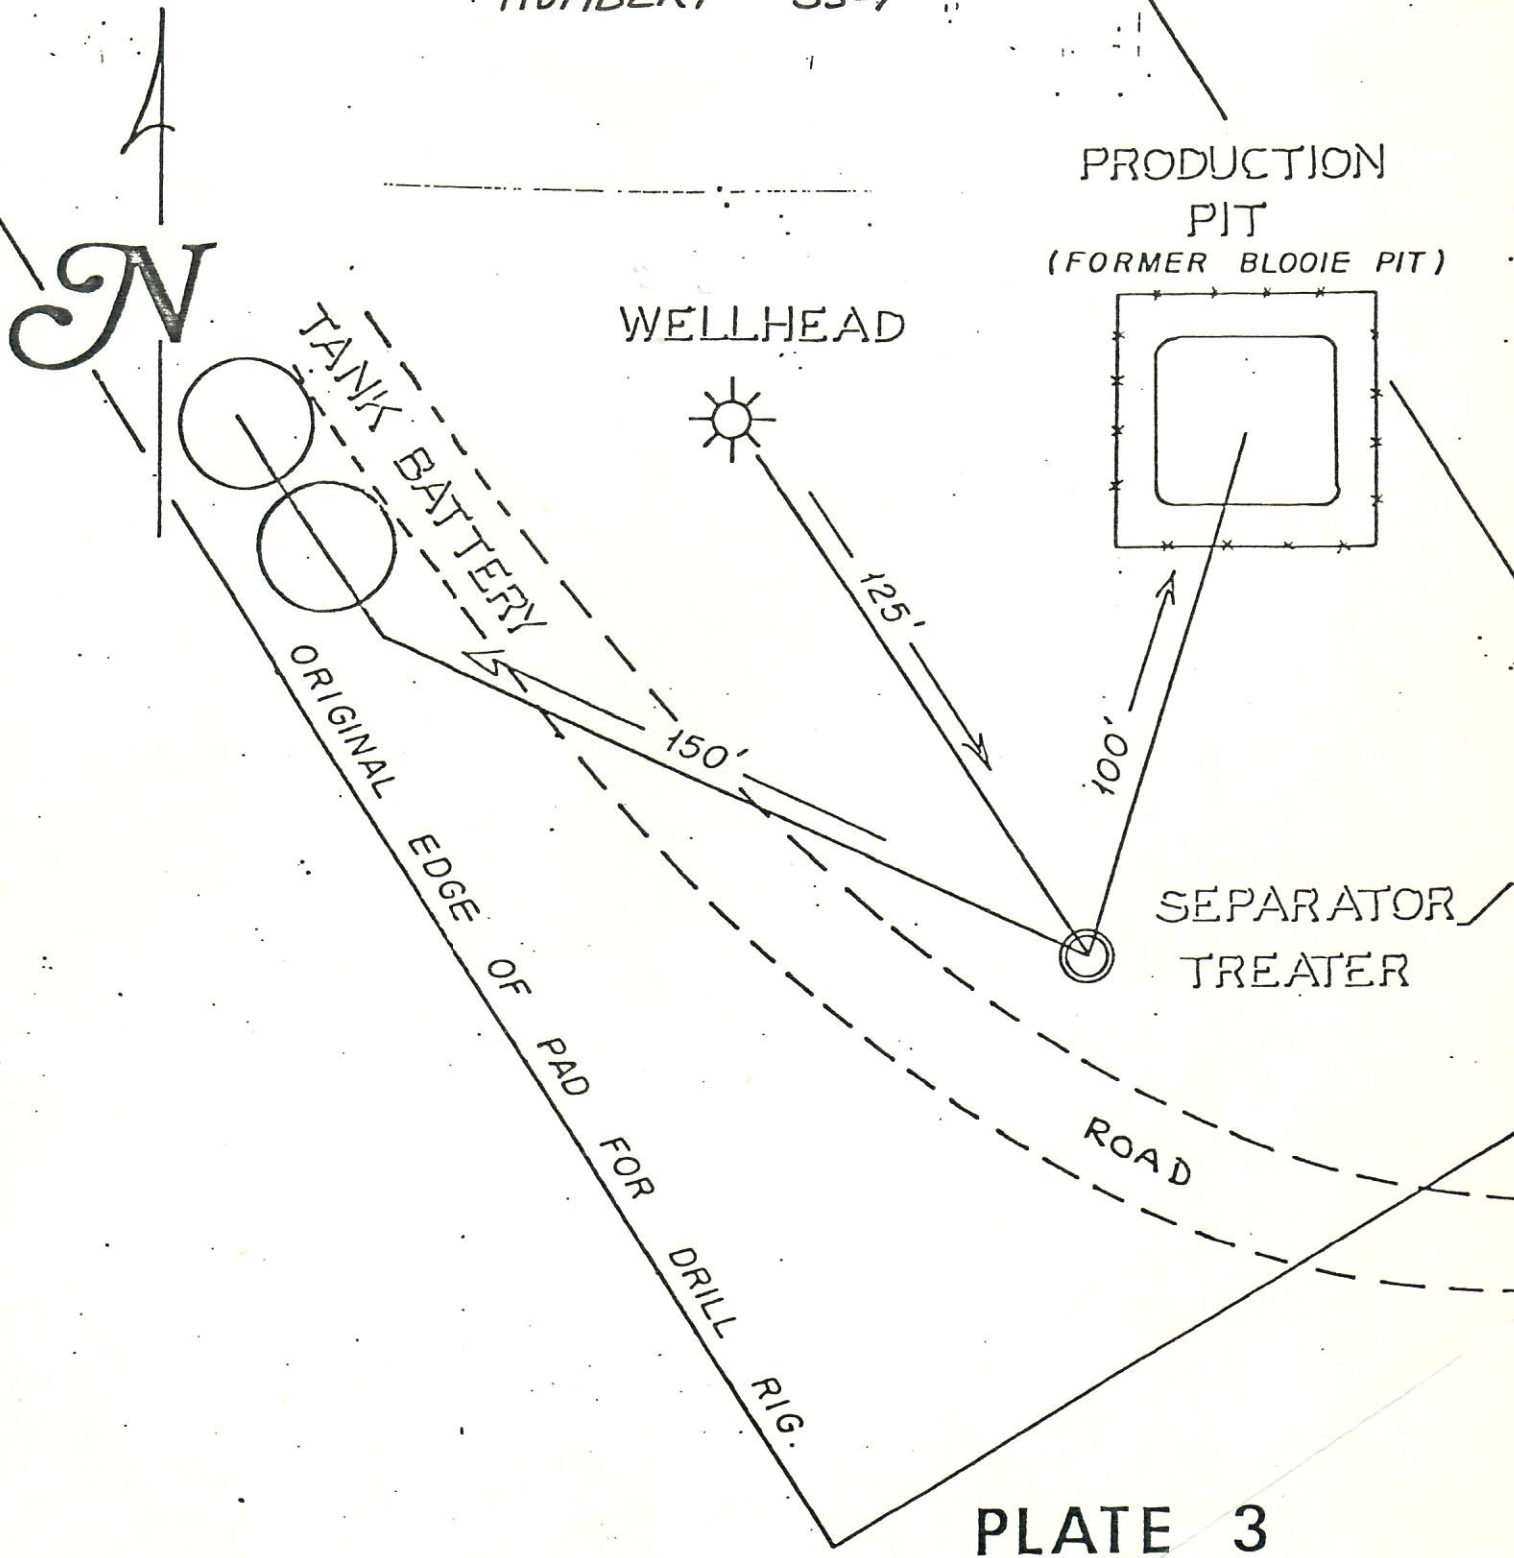 N
PRODUCTION
PIT
(FORMER BLOOIE PIT)
WELLHEAD
TANK BATTERY
125'
150'
100'
SEPARATOR/
TREATER
ORIGINAL EDGE OF PAD FOR DRILL RIG.
ROAD
PLATE 3